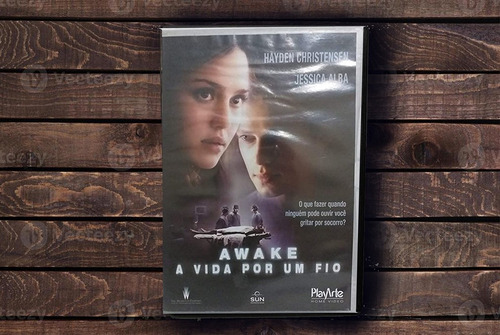 HAYDEN CHRISTENSEN
JESSICA ALBA
O que fazer quando
ninguém pode ouvir você
gritar por socorro?
AWAKE
A VIDA POR UM FIO
SUN
PlayArte
HOME VIDEO
Vecteezy